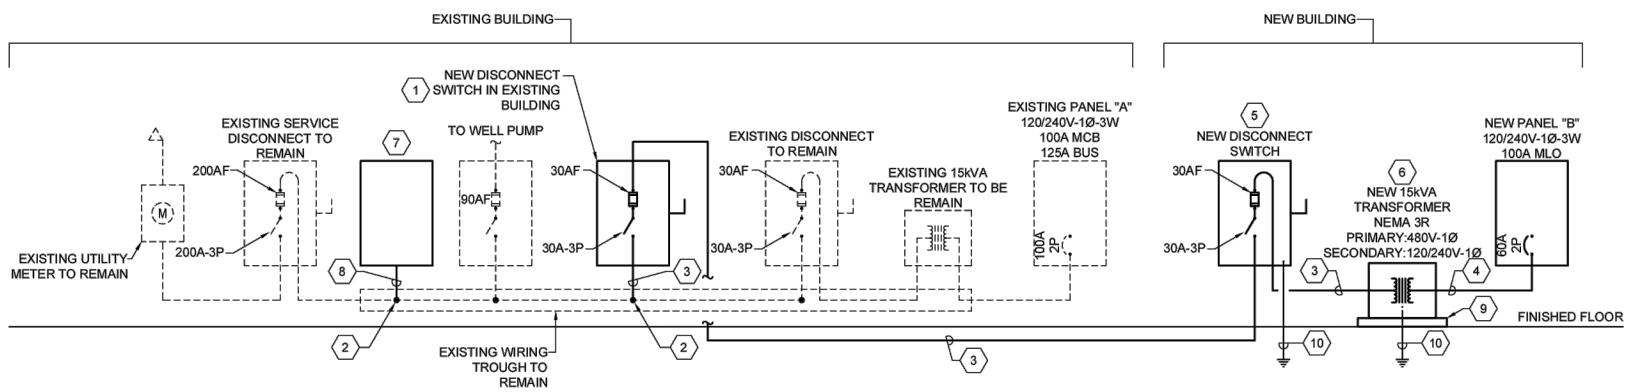 EXISTING BUILDING
NEW BUILDING
1
NEW DISCONNECT
SWITCH IN EXISTING
BUILDING
EXISTING SERVICE
DISCONNECT TO
REMAIN
200AF
200A-3P
M
EXISTING UTILITY
METER TO REMAIN
7
8
2
TO WELL PUMP
90AF
30AF
30A-3P
3
2
EXISTING WIRING
TROUGH TO
REMAIN
EXISTING DISCONNECT
TO REMAIN
30AF
30A-3P
EXISTING 15kVA
TRANSFORMER TO BE
REMAIN
EXISTING PANEL "A"
120/240V-1Ø-3W
100A MCB
125A BUS
100A
2P
3
5
NEW DISCONNECT
SWITCH
30AF
30A-3P
6
NEW 15kVA
TRANSFORMER
NEMA 3R
PRIMARY:480V-1Ø
SECONDARY:120/240V-1Ø
3
4
NEW PANEL "B"
120/240V-1Ø-3W
100A MLO
60A
2P
9
FINISHED FLOOR
10
10